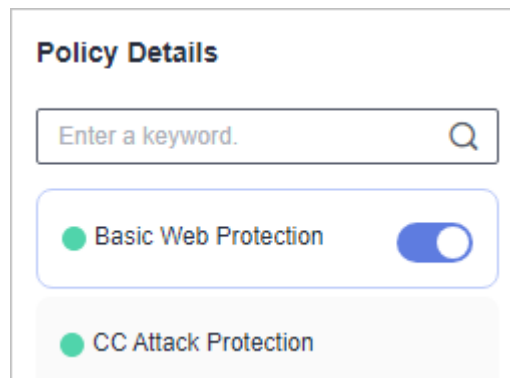 Policy Details
Enter a keyword.
Basic Web Protection
CC Attack Protection